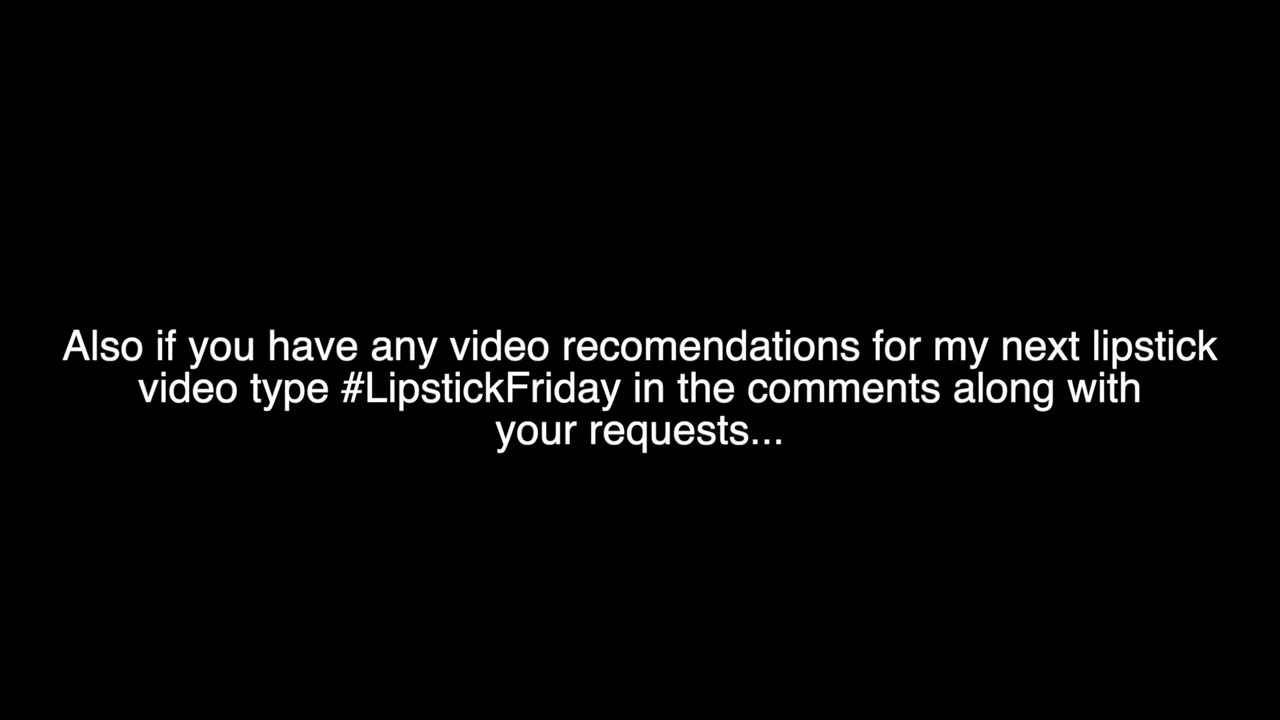 Also if you have any video recomendations for my next lipstick
video type #LipstickFriday in the comments along with
your requests...